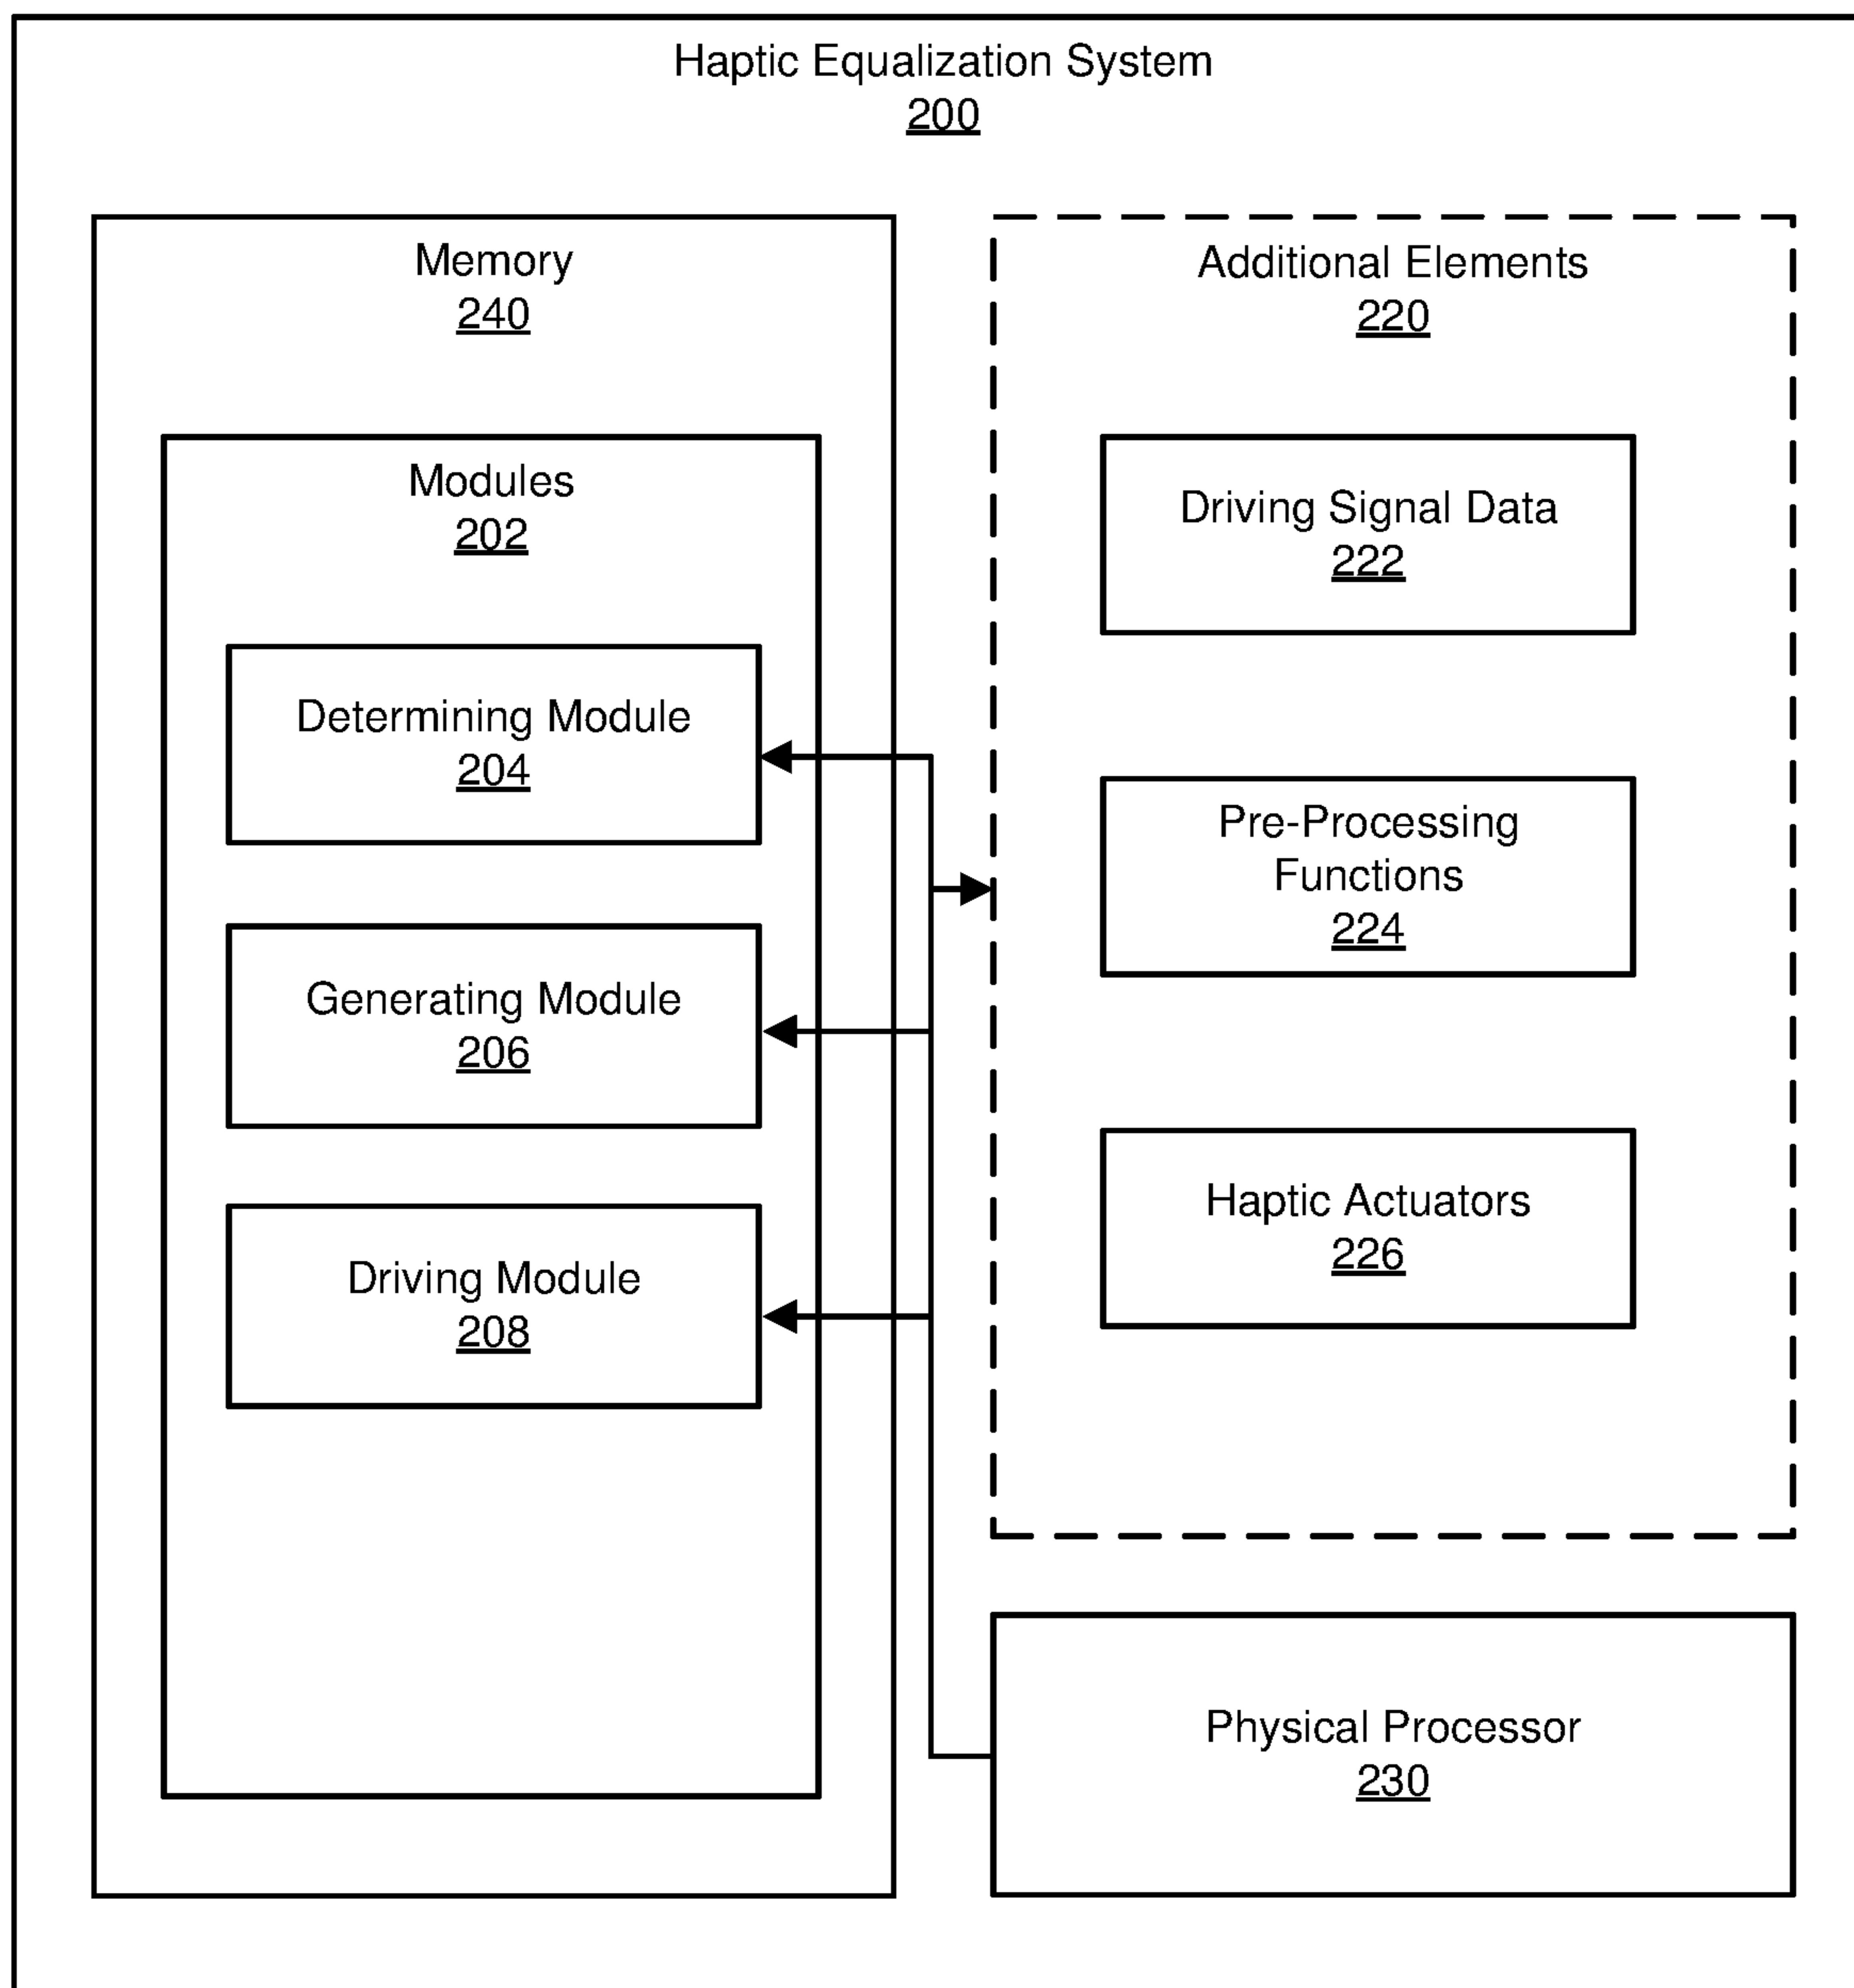 Haptic Equalization System
200
Memory
240
Modules
202
Determining Module
204
Generating Module
206
Driving Module
208
Additional Elements
220
Driving Signal Data
222
Pre-Processing
Functions
224
Haptic Actuators
226
Physical Processor
230